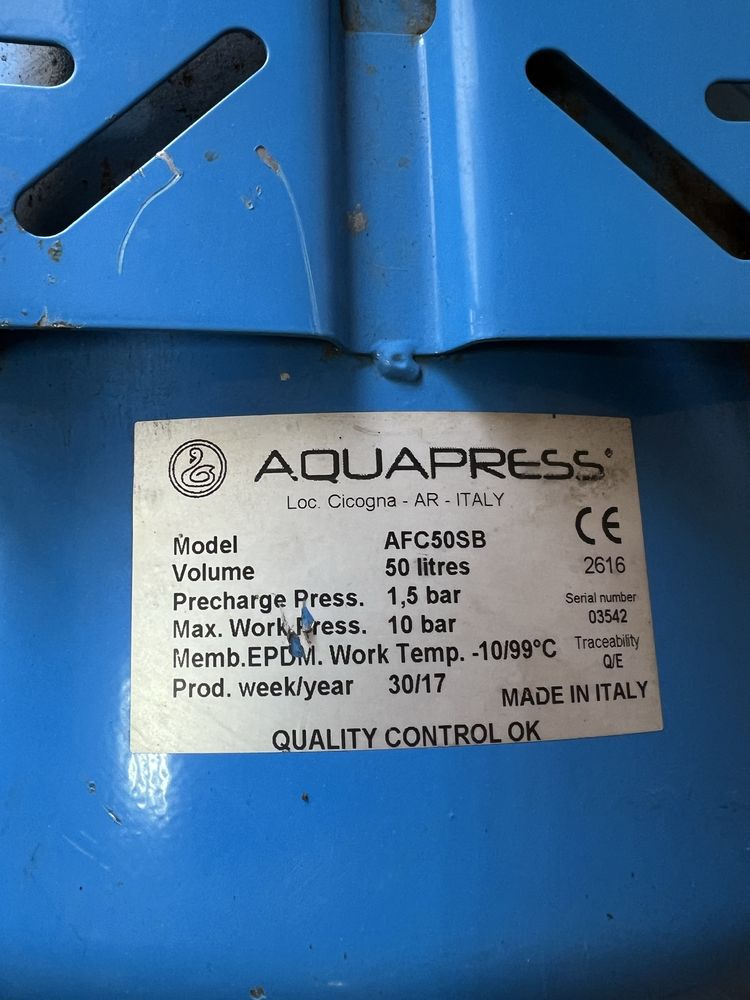 AQUAPRESS®
Loc. Cicogna - AR - ITALY
CE
2616
Model AFC50SB
Volume 50 litres
Precharge Press. 1,5 bar
Max. Work Press. 10 bar
Memb.EPDM. Work Temp. -10/99°C
Prod. week/year 30/17
Serial number
03542
Traceability
Q/E
MADE IN ITALY
QUALITY CONTROL OK